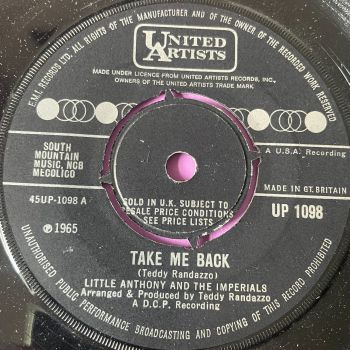 ALL RIGHTS OF THE MANUFACTURER AND OF THE OWNER OF THE RECORDED WORK RESERVED
E.M.I. RECORDS LTD.
UNITED
ARTISTS
MADE UNDER LICENCE FROM UNITED ARTISTS RECORDS, INC.,
OWNERS OF THE UNITED ARTISTS TRADE MARK.
SOUTH
MOUNTAIN
MUSIC, NCB
MECOLICO
A U.S.A. Recording
MADE IN GT. BRITAIN
45UP-1098 A
SOLD IN U.K. SUBJECT TO
RESALE PRICE CONDITIONS
SEE PRICE LISTS
UP 1098
℗1965
TAKE ME BACK
(Teddy Randazzo)
LITTLE ANTHONY AND THE IMPERIALS
Arranged & Produced by Teddy Randazzo
A D.C.P. Recording
UNAUTHORISED PUBLIC PERFORMANCE BROADCASTING AND COPYING OF THIS RECORD PROHIBITED